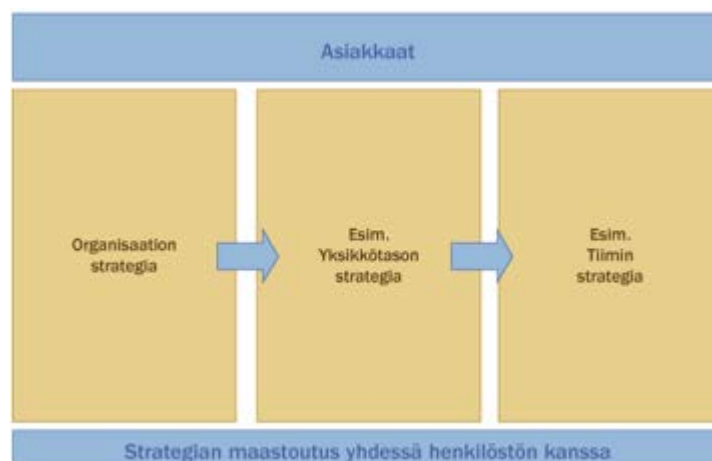 Asiakkaat
Organisaation
strategia
Esim.
Yksikkötason
strategia
Esim.
Tiimin
strategia
Strategian maastoutus yhdessä henkilöstön kanssa